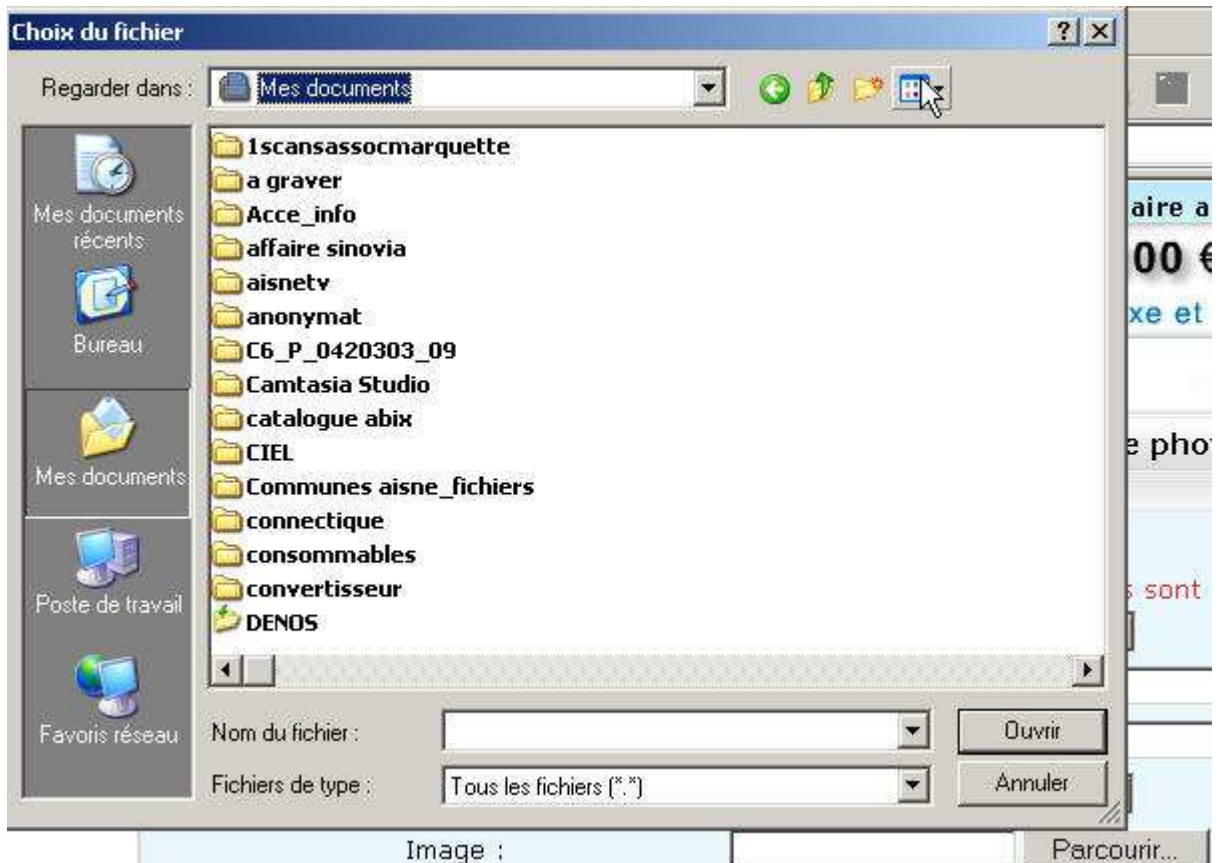 Choix du fichier
Regarder dans :
Mes documents
Mes documents
récents
Bureau
Mes documents
Poste de travail
Favoris réseau
1scansassocmarquette
a graver
Acce_info
affaire sinovia
aisnetv
anonymat
C6_P_0420303_09
Camtasia Studio
catalogue abix
CIEL
Communes aisne_fichiers
connectique
consommables
convertisseur
DENOS
Nom du fichier :
Ouvrir
Fichiers de type :
Tous les fichiers (*.*)
Annuler
aire a
00 €
xe et
e pho
s sont
Image :
Parcourir...